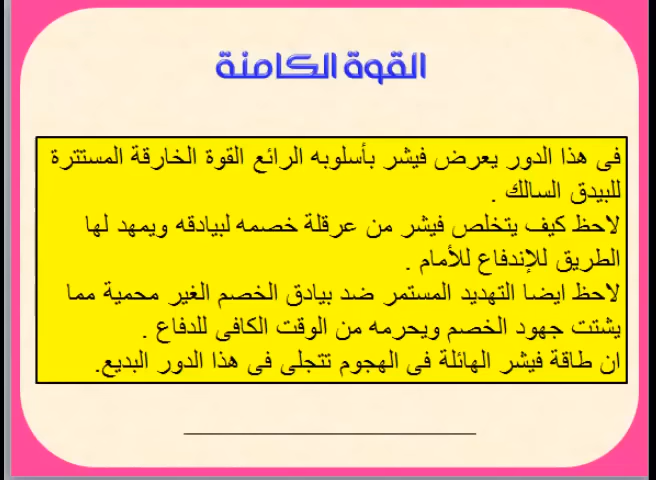 القوة الكامنة
فى هذا الدور يعرض فيشر بأسلوبه الرائع القوة الخارقة المستترة
للبيدق السالك .
لاحظ كيف يتخلص فيشر من عرقلة خصمه لبيادقه ويمهد لها
الطريق للإندفاع للأمام .
لاحظ ايضا التهديد المستمر ضد بيادق الخصم الغير محمية مما
يشتت جهود الخصم ويحرمه من الوقت الكافى للدفاع .
ان طاقة فيشر الهائلة فى الهجوم تتجلى فى هذا الدور البديع.